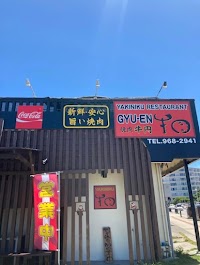 Coca-Cola
新鮮・安心
旨い焼肉
YAKINIKU RESTAURANT
GYU-EN
焼肉 牛円
TEL.968-2941
営業中